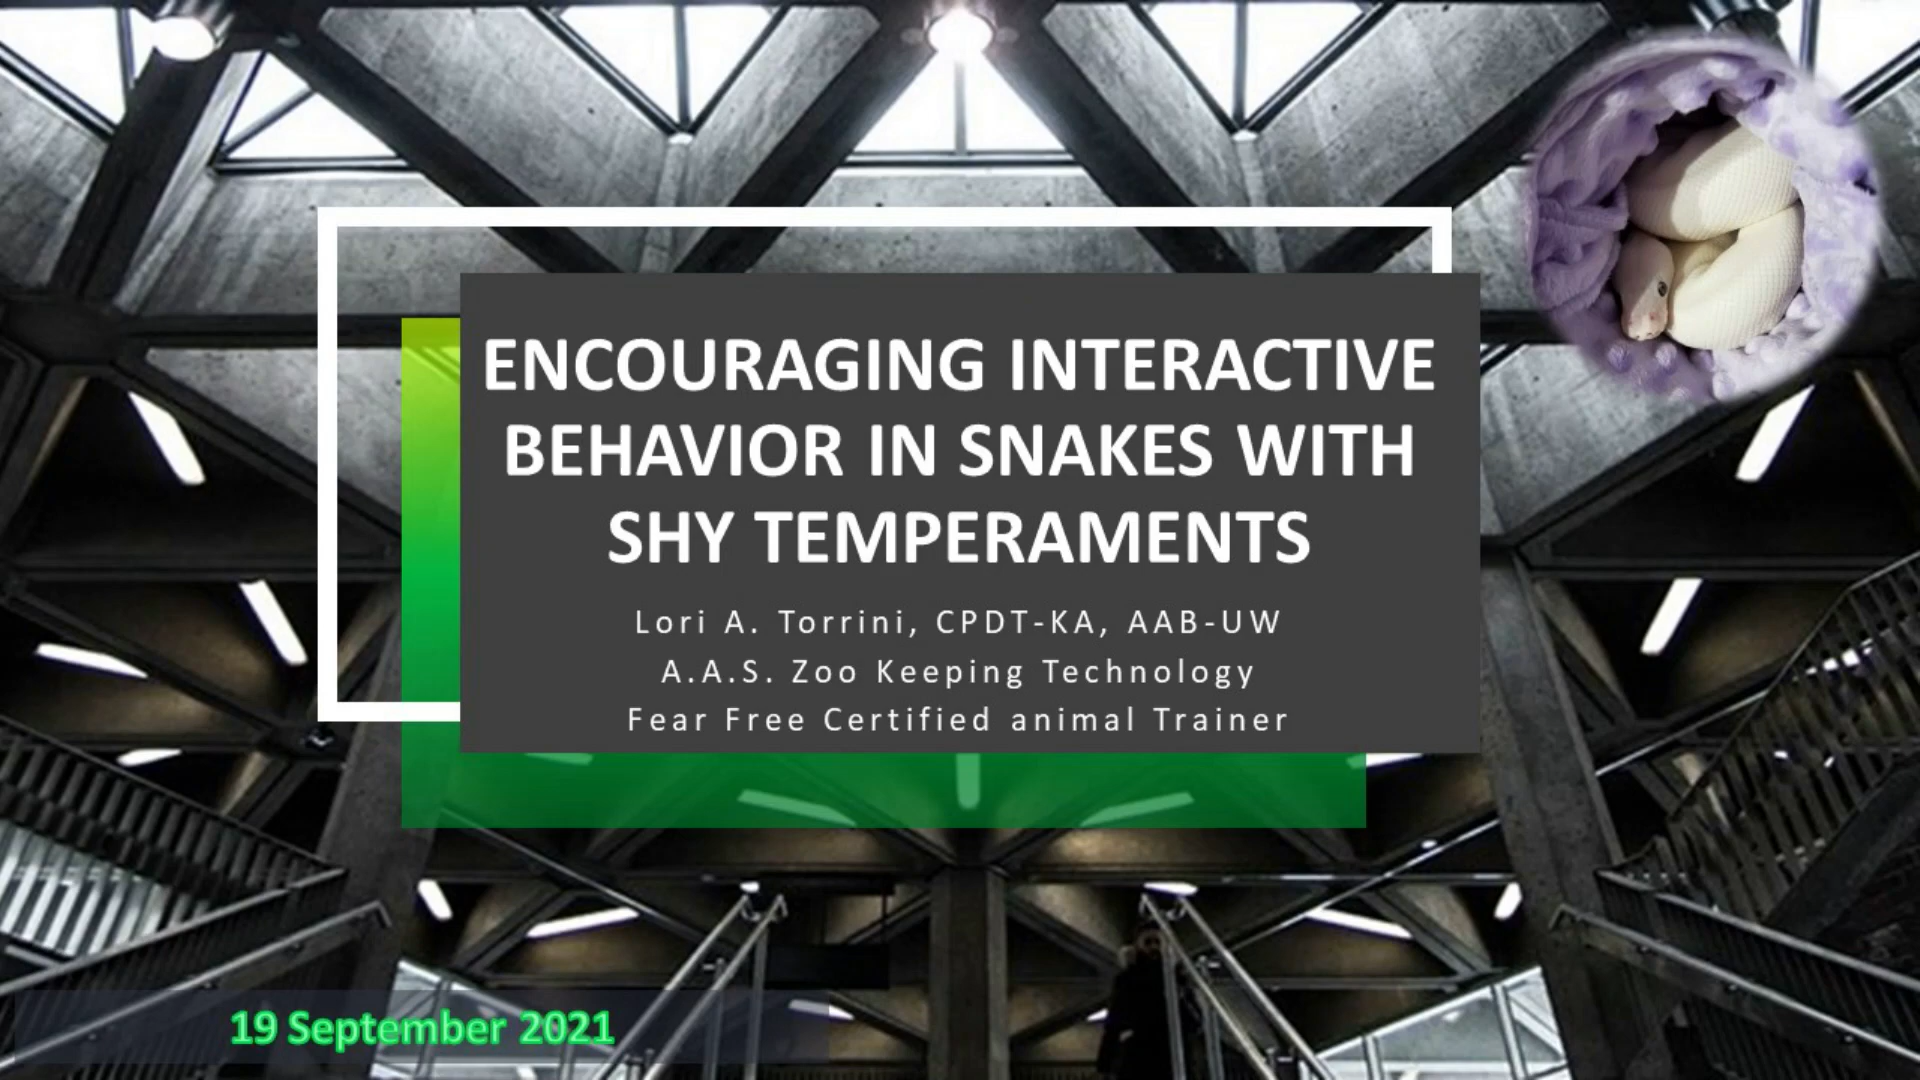 ENCOURAGING INTERACTIVE
BEHAVIOR IN SNAKES WITH
SHY TEMPERAMENTS
Lori A. Torrini, CPDT-KA, AAB-UW
A.A.S. Zoo Keeping Technology
Fear Free Certified animal Trainer
19 September 2021